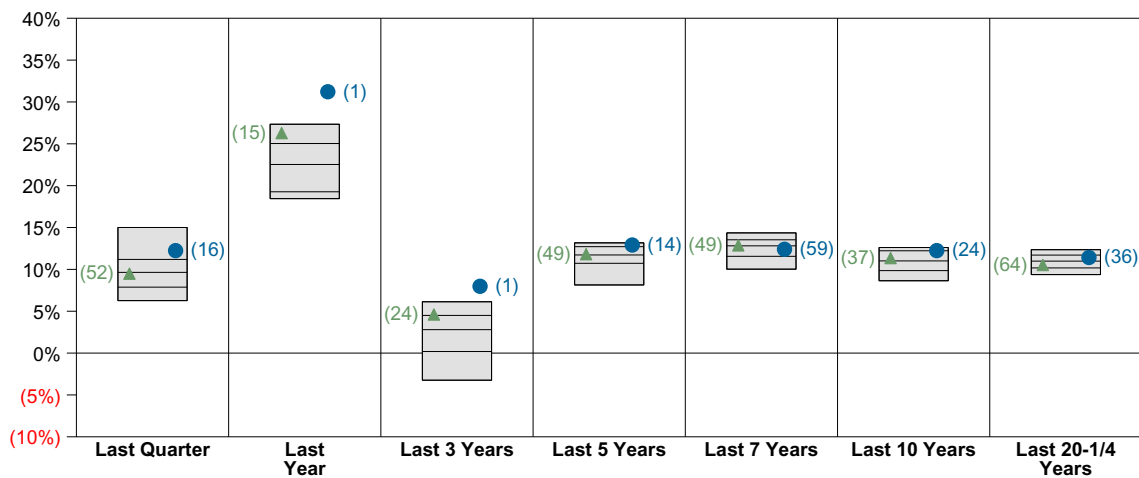 40%
35%
30%
25%
20%
15%
10%
5%
0%
(5%)
(10%)
(52)
(16)
(15)
(1)
(24)
(1)
(49)
(14)
(49)
(59)
(37)
(24)
(64)
(36)
Last Quarter
Last
Year
Last 3 Years
Last 5 Years
Last 7 Years
Last 10 Years
Last 20-1/4
Years